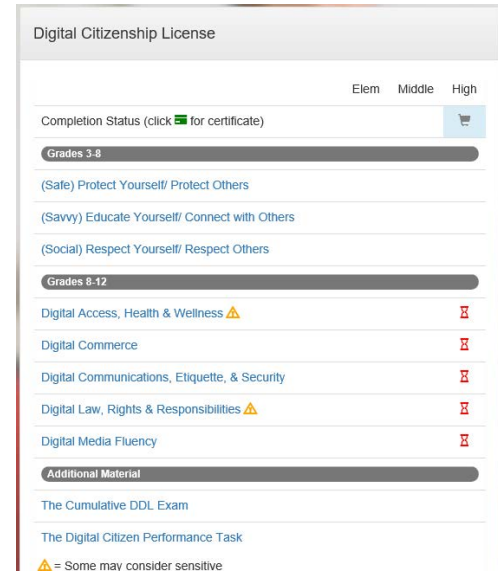 Digital Citizenship License
Elem Middle High
Completion Status (click for certificate)
Grades 3-8
(Safe) Protect Yourself/ Protect Others
(Savvy) Educate Yourself/ Connect with Others
(Social) Respect Yourself/ Respect Others
Grades 8-12
Digital Access, Health & Wellness
Digital Commerce
Digital Communications, Etiquette, & Security
Digital Law, Rights & Responsibilities
Digital Media Fluency
Additional Material
The Cumulative DDL Exam
The Digital Citizen Performance Task
= Some may consider sensitive